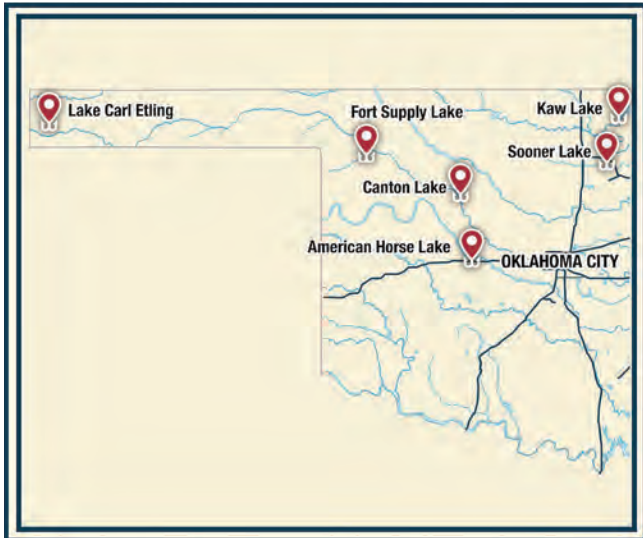 Lake Carl Etling
Fort Supply Lake
Kaw Lake
Sooner Lake
Canton Lake
American Horse Lake
OKLAHOMA CITY